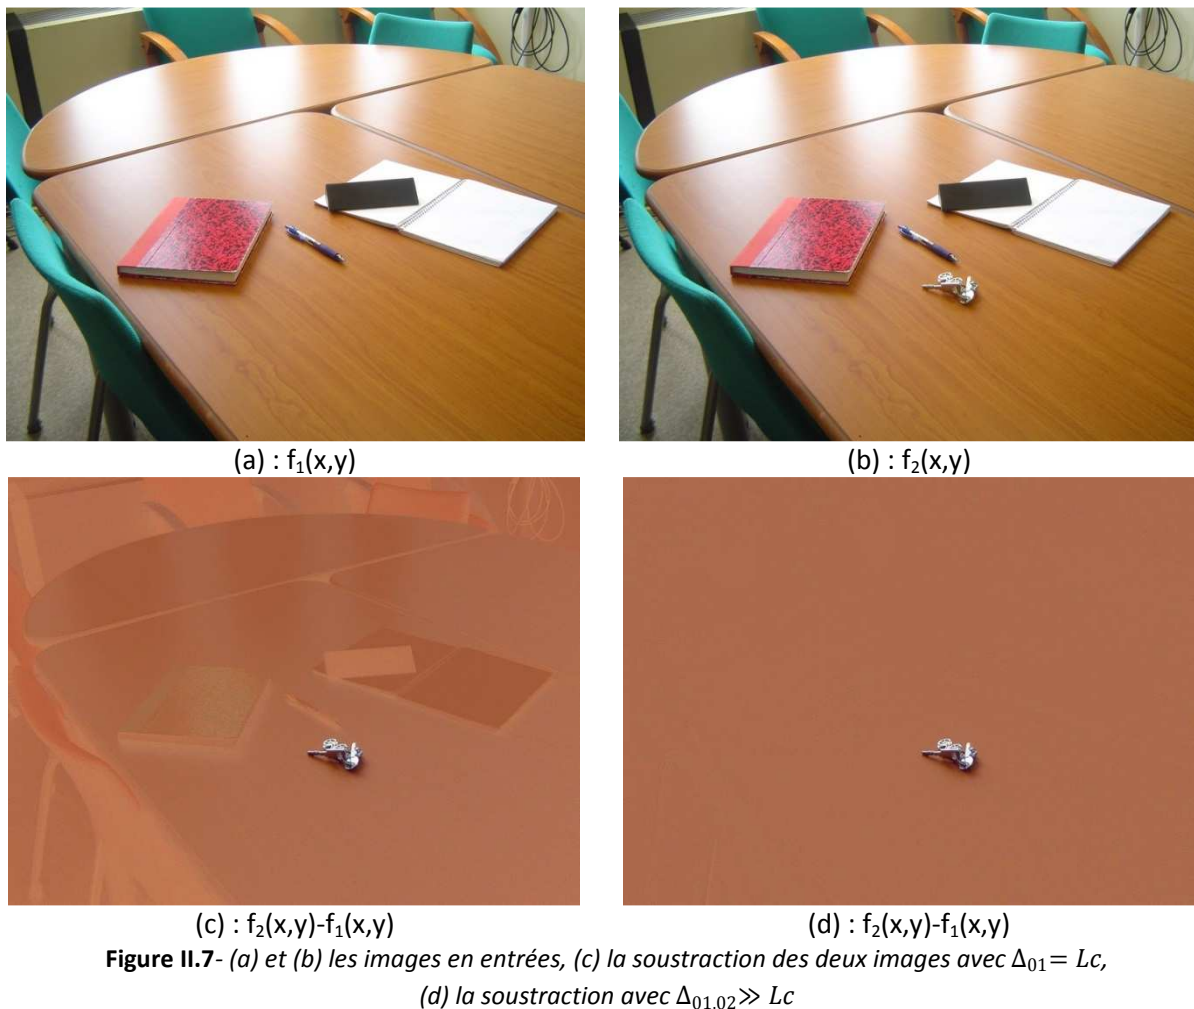 (a) : f₁(x,y)
(b) : f₂(x,y)
(c) : f₂(x,y)-f₁(x,y)
(d) : f₂(x,y)-f₁(x,y)
Figure II.7- (a) et (b) les images en entrées, (c) la soustraction des deux images avec Δ₀₁= Lc,
(d) la soustraction avec Δ₀₁,₀₂≫ Lc